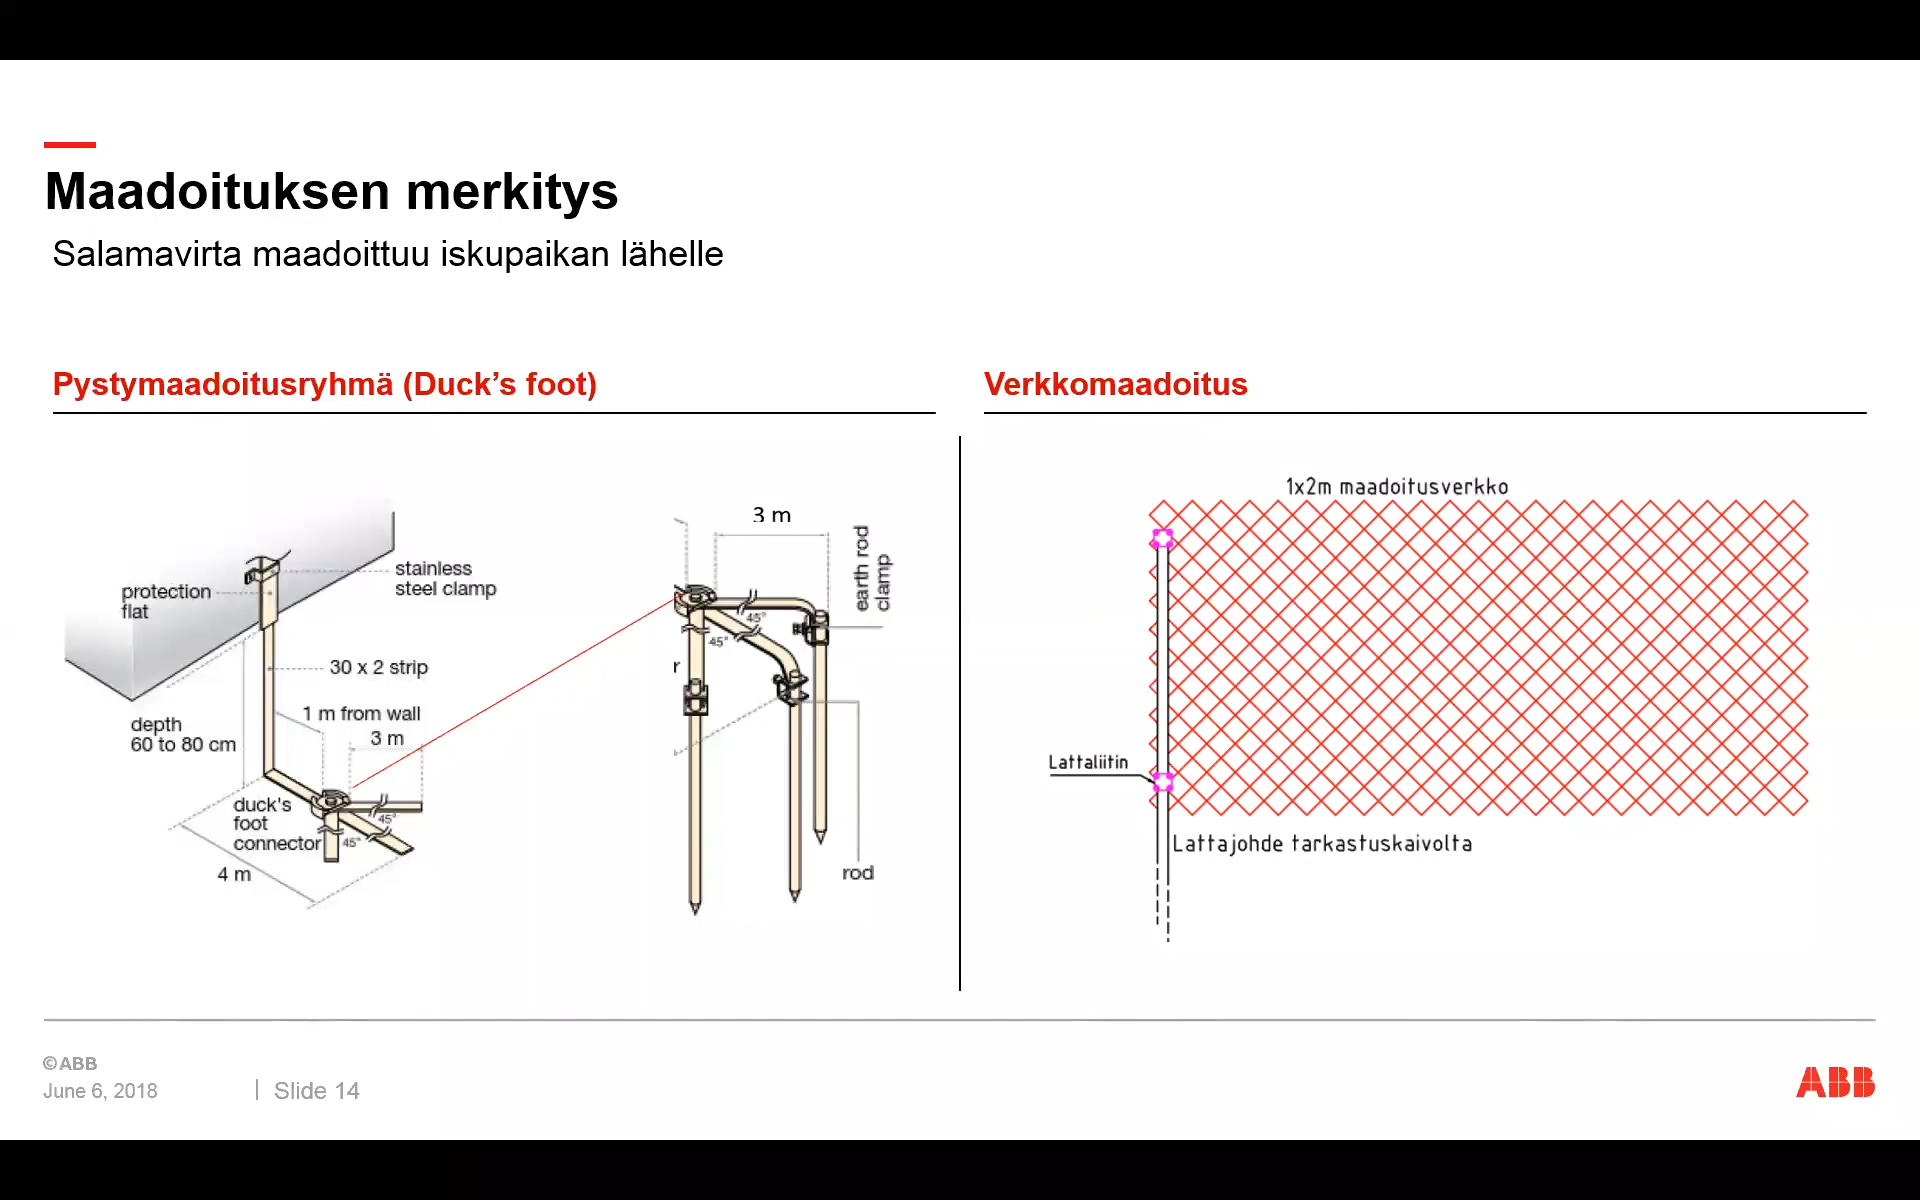 Maadoituksen merkitys
Salamavirta maadoittuu iskupaikan lähelle
Pystymaadoitusryhmä (Duck’s foot)
protection
flat
stainless
steel clamp
30 x 2 strip
1 m from wall
3 m
depth
60 to 80 cm
duck's
foot
connector
45°
45°
4 m
3 m
earth rod
clamp
45°
45°
r
rod
Verkkomaadoitus
1x2m maadoitusverkko
Lattaliitin
Lattajohde tarkastuskaivolta
©ABB
June 6, 2018
Slide 14
ABB